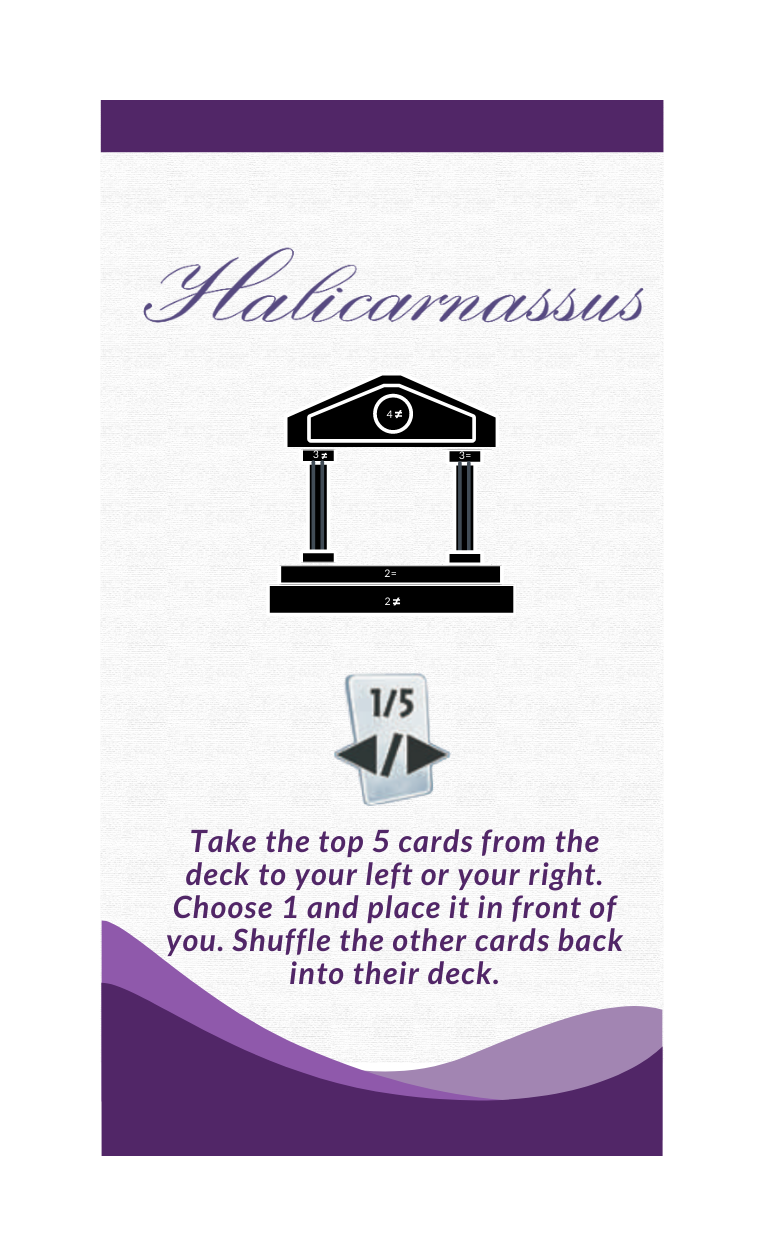 Halicarnassus
4≠
3≠ 3=
2=
2≠
1/5
/
Take the top 5 cards from the
deck to your left or your right.
Choose 1 and place it in front of
you. Shuffle the other cards back
into their deck.